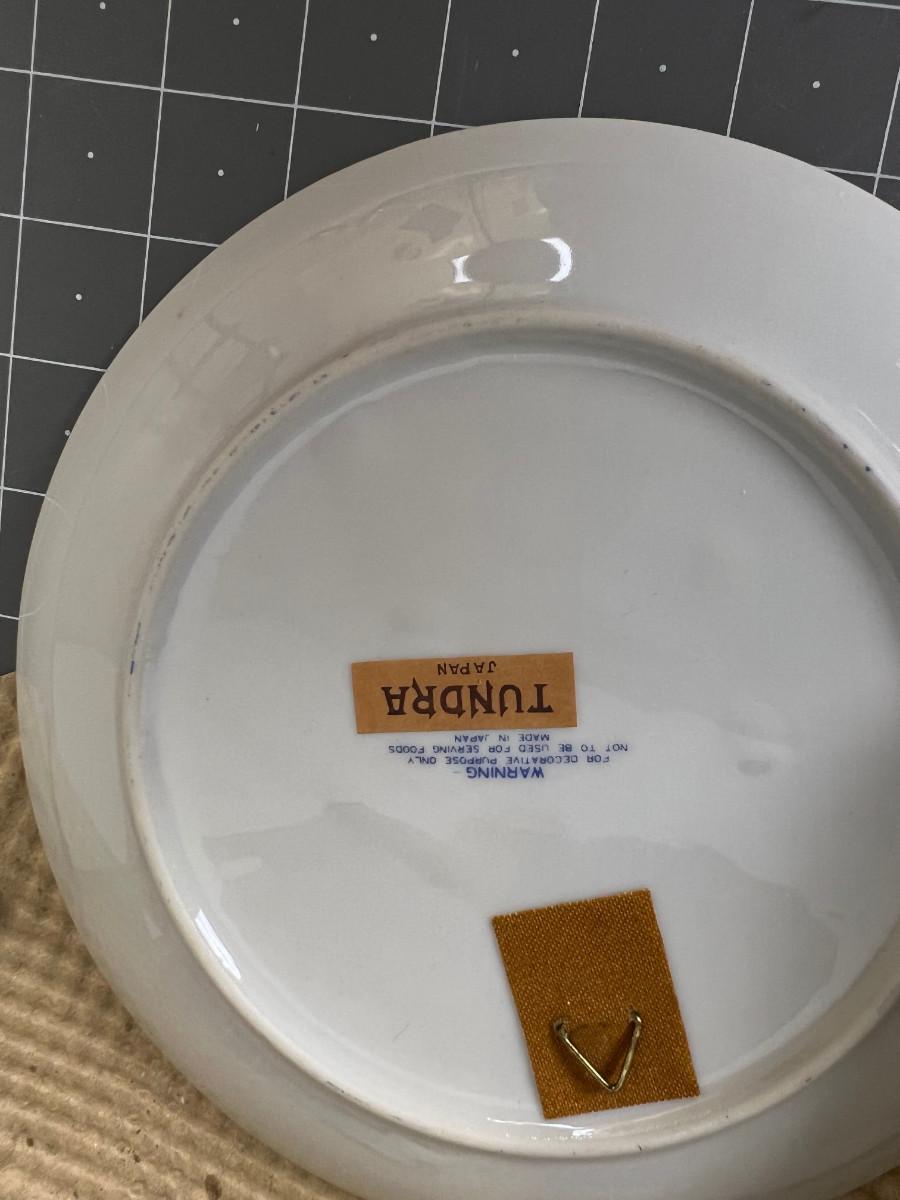 WARNING –
FOR DECORATIVE PURPOSE ONLY
NOT TO BE USED FOR SERVING FOODS
MADE IN JAPAN
TUNDRA
JAPAN